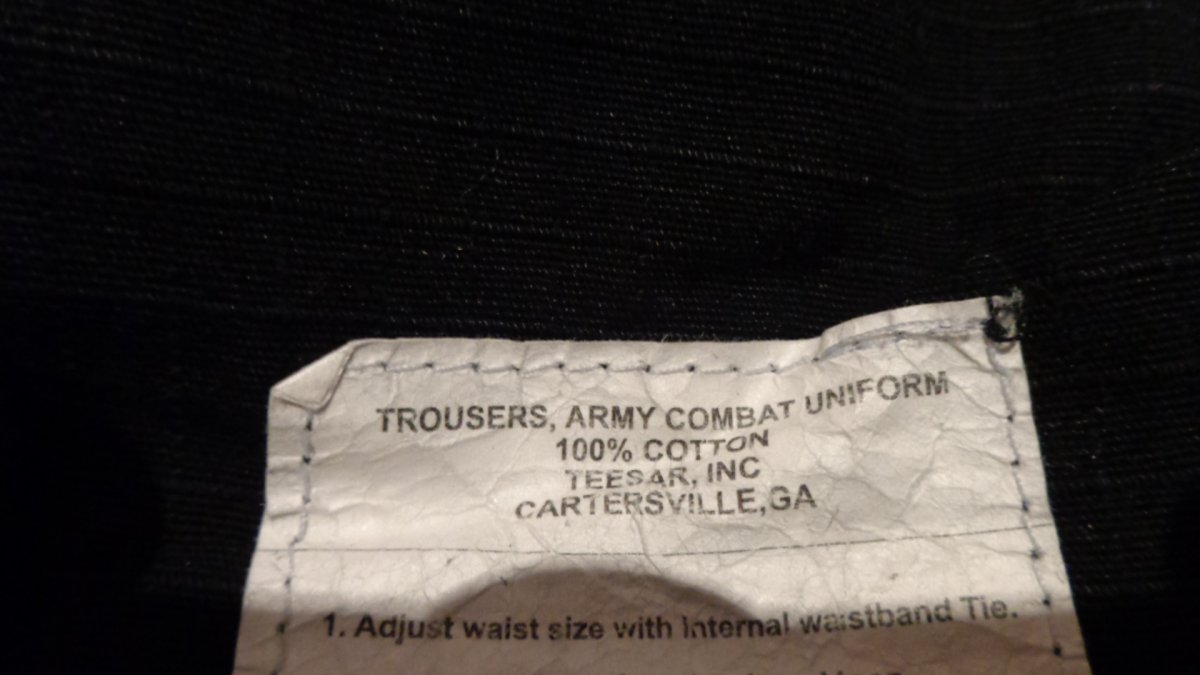 TROUSERS, ARMY COMBAT UNIFORM
100% COTTON
TEESAR, INC
CARTERSVILLE,GA
1. Adjust waist size with Internal waistband Tie.